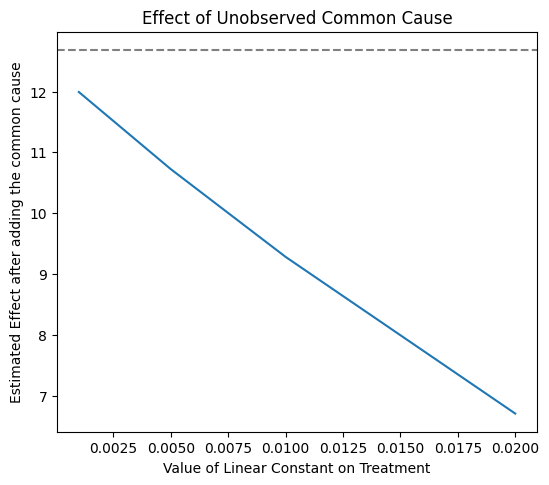 Effect of Unobserved Common Cause
Estimated Effect after adding the common cause
12
11
10
9
8
7
0.0025 0.0050 0.0075 0.0100 0.0125 0.0150 0.0175 0.0200
Value of Linear Constant on Treatment